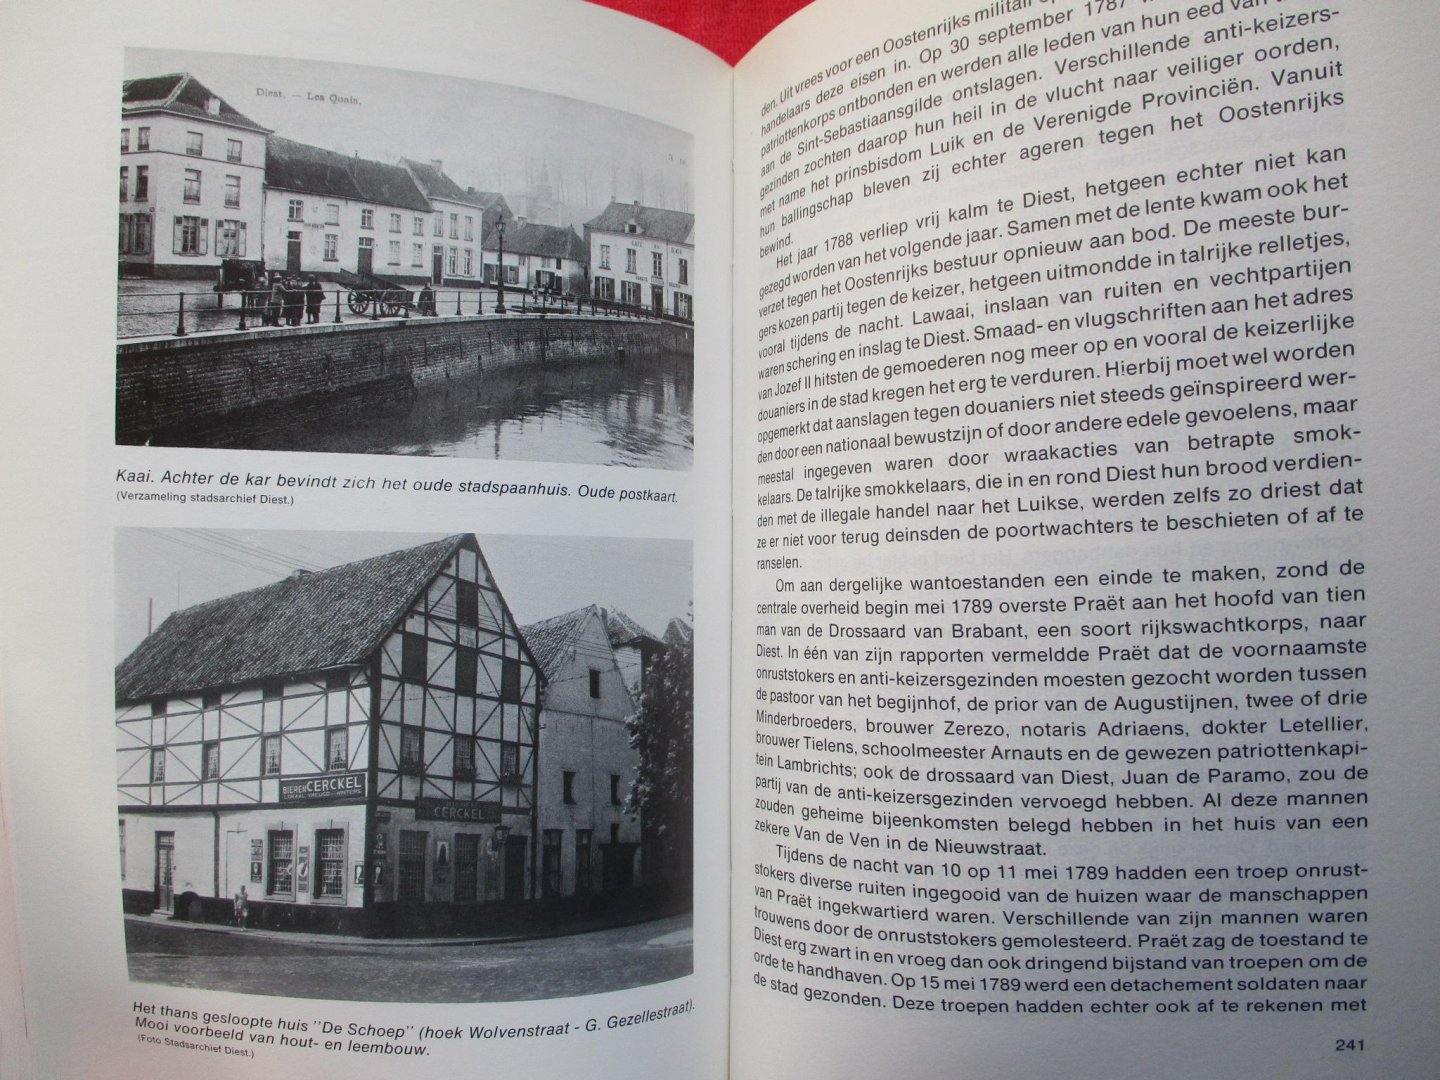 Diest. — Les Quais.
Kaai. Achter de kar bevindt zich het oude stadspaanhuis. Oude postkaart.
(Verzameling stadsarchief Diest.)
BIEREN CERCKEL
LOKAAL VREUGD - WINTERS
CERCKEL
Het thans gesloopte huis "De Schoep" (hoek Wolvenstraat - G. Gezellestraat).
Mooi voorbeeld van hout- en leembouw.
(Foto Stadsarchief Diest.)
den. Uit vrees voor een Oostenrijks militair
handelaars deze eisen in. Op 30 september 1787
patriottenkorps ontbonden en werden alle leden van hun eed van
aan de Sint-Sebastiaansgilde ontslagen. Verschillende anti-keizers-
gezinden zochten daarop hun heil in de vlucht naar veiliger oorden,
met name het prinsbisdom Luik en de Verenigde Provinciën. Vanuit
hun ballingschap bleven zij echter ageren tegen het Oostenrijks
bewind.
Het jaar 1788 verliep vrij kalm te Diest, hetgeen echter niet kan
gezegd worden van het volgende jaar. Samen met de lente kwam ook het
verzet tegen het Oostenrijks bestuur opnieuw aan bod. De meeste bur-
gers kozen partij tegen de keizer, hetgeen uitmondde in talrijke relletjes,
vooral tijdens de nacht. Lawaai, inslaan van ruiten en vechtpartijen
waren schering en inslag te Diest. Smaad- en vlugschriften aan het adres
van Jozef II hitsten de gemoederen nog meer op en vooral de keizerlijke
douaniers in de stad kregen het erg te verduren. Hierbij moet wel worden
opgemerkt dat aanslagen tegen douaniers niet steeds geïnspireerd wer-
den door een nationaal bewustzijn of door andere edele gevoelens, maar
meestal ingegeven waren door wraakacties van betrapte smok-
kelaars. De talrijke smokkelaars, die in en rond Diest hun brood verdien-
den met de illegale handel naar het Luikse, werden zelfs zo driest dat
ze er niet voor terug deinsden de poortwachters te beschieten of af te
ranselen.
Om aan dergelijke wantoestanden een einde te maken, zond de
centrale overheid begin mei 1789 overste Praët aan het hoofd van tien
man van de Drossaard van Brabant, een soort rijkswachtkorps, naar
Diest. In één van zijn rapporten vermeldde Praët dat de voornaamste
onruststokers en anti-keizersgezinden moesten gezocht worden tussen
de pastoor van het begijnhof, de prior van de Augustijnen, twee of drie
Minderbroeders, brouwer Zerezo, notaris Adriaens, dokter Letellier,
brouwer Tielens, schoolmeester Arnauts en de gewezen patriottenkapi-
tein Lambrichts; ook de drossaard van Diest, Juan de Paramo, zou de
partij van de anti-keizersgezinden vervoegd hebben. Al deze mannen
zouden geheime bijeenkomsten belegd hebben in het huis van een
zekere Van de Ven in de Nieuwstraat.
Tijdens de nacht van 10 op 11 mei 1789 hadden een troep onrust-
stokers diverse ruiten ingegooid van de huizen waar de manschappen
van Praët ingekwartierd waren. Verschillende van zijn mannen waren
trouwens door de onruststokers gemolesteerd. Praët zag de toestand te
Diest erg zwart in en vroeg dan ook dringend bijstand van troepen om de
orde te handhaven. Op 15 mei 1789 werd een detachement soldaten naar
de stad gezonden. Deze troepen hadden echter ook af te rekenen met
241